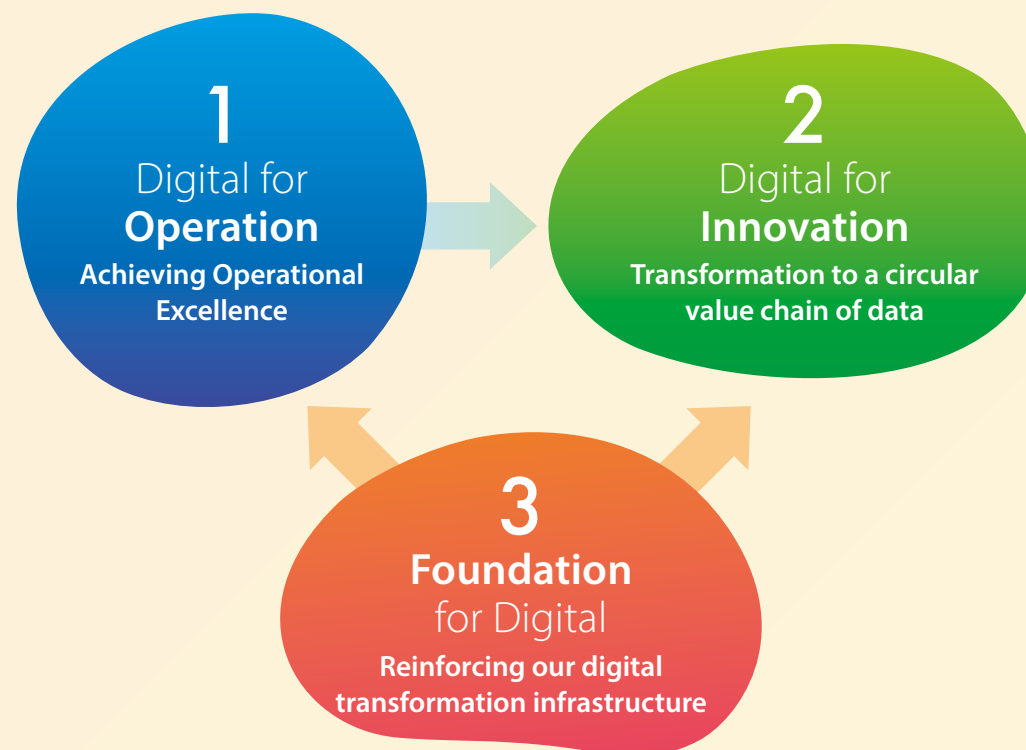 1
Digital for
Operation
Achieving Operational
Excellence
2
Digital for
Innovation
Transformation to a circular
value chain of data
3
Foundation
for Digital
Reinforcing our digital
transformation infrastructure